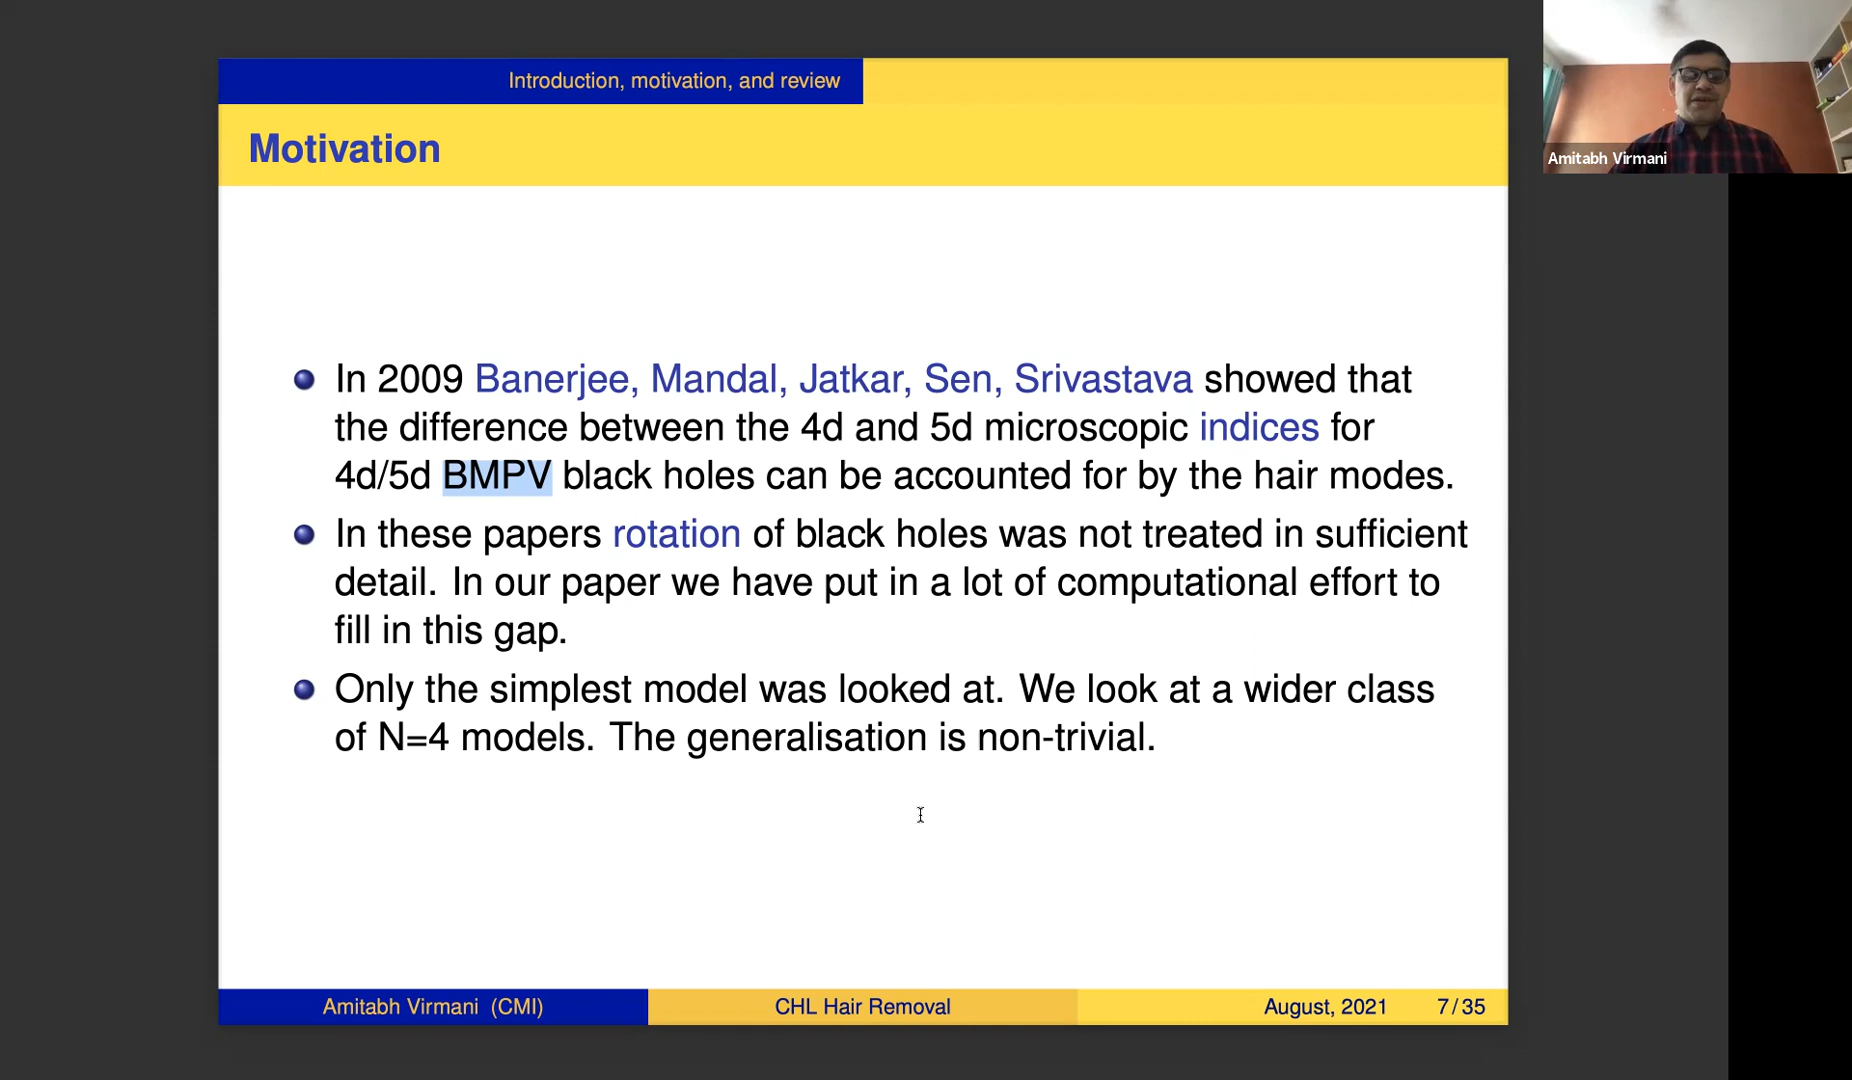 Introduction, motivation, and review
Motivation
Amitabh Virmani
In 2009 Banerjee, Mandal, Jatkar, Sen, Srivastava showed that
the difference between the 4d and 5d microscopic indices for
4d/5d BMPV black holes can be accounted for by the hair modes.
In these papers rotation of black holes was not treated in sufficient
detail. In our paper we have put in a lot of computational effort to
fill in this gap.
Only the simplest model was looked at. We look at a wider class
of N=4 models. The generalisation is non-trivial.
Amitabh Virmani (CMI) CHL Hair Removal August, 2021 7/35